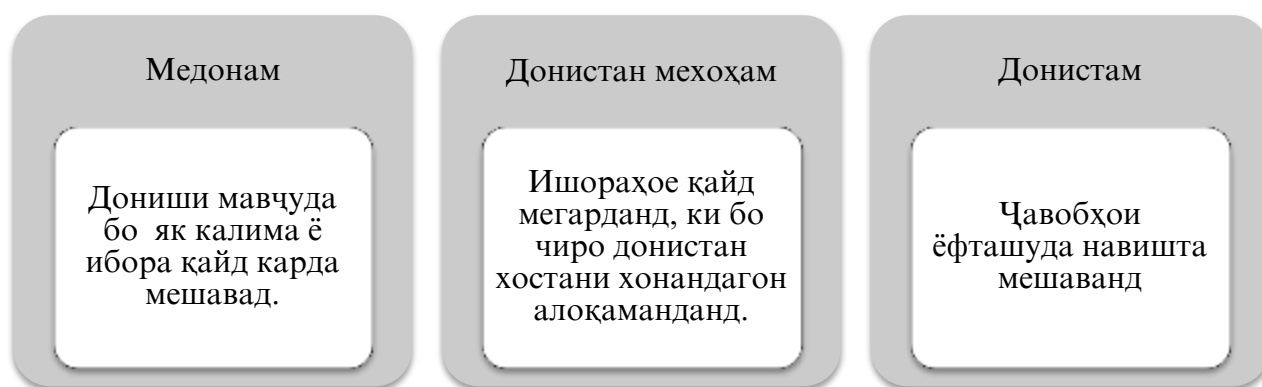 Медонам
Дониши мавҷуда
бо як калима ё
ибора қайд карда
мешавад.
Донистан мехоҳам
Ишораҳое қайд
мегарданд, ки бо
чиро донистан
хостани хонандагон
алоқаманданд.
Донистам
Ҷавобҳои
ёфташуда навишта
мешаванд